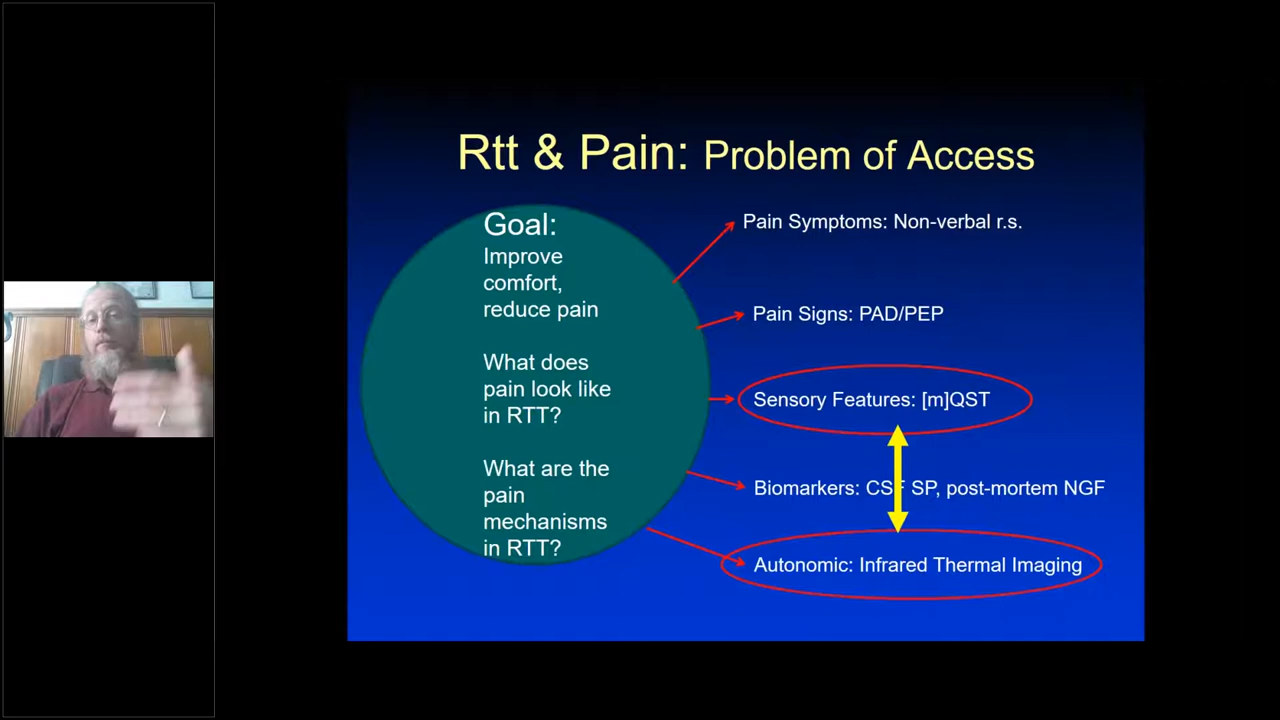 Rtt & Pain: Problem of Access
Goal:
Improve
comfort,
reduce pain
What does
pain look like
in RTT?
What are the
pain
mechanisms
in RTT?
Pain Symptoms: Non-verbal r.s.
Pain Signs: PAD/PEP
Sensory Features: [m]QST
Biomarkers: CSF SP, post-mortem NGF
Autonomic: Infrared Thermal Imaging